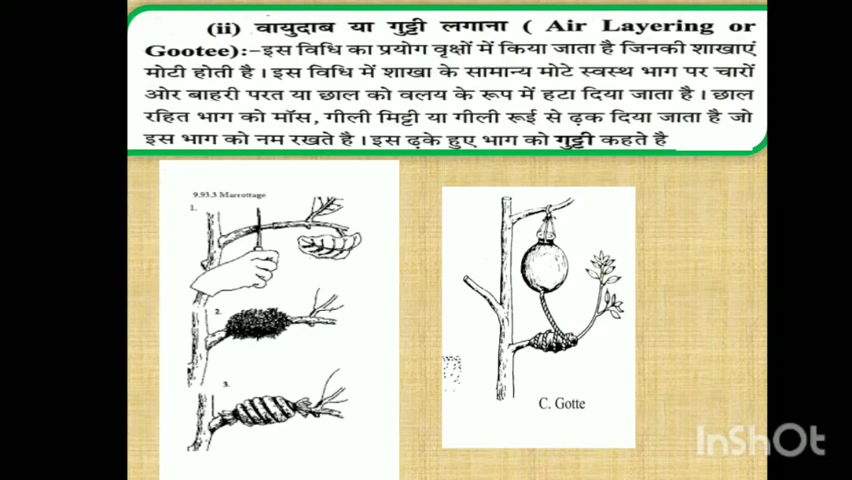 (ii) वायुदाब या गुट्टी लगाना ( Air Layering or
Gootee):-इस विधि का प्रयोग वृक्षों में किया जाता है जिनकी शाखाएं
मोटी होती है। इस विधि में शाखा के सामान्य मोटे स्वस्थ भाग पर चारों
ओर बाहरी परत या छाल को वलय के रूप में हटा दिया जाता है। छाल
रहित भाग को मॉस, गीली मिट्टी या गीली रूई से ढ़क दिया जाता है जो
इस भाग को नम रखते है। इस ढ़के हुए भाग को गुट्टी कहते है
9.93.3 Marrottage
1.
2.
3.
C. Gotte
InShOt